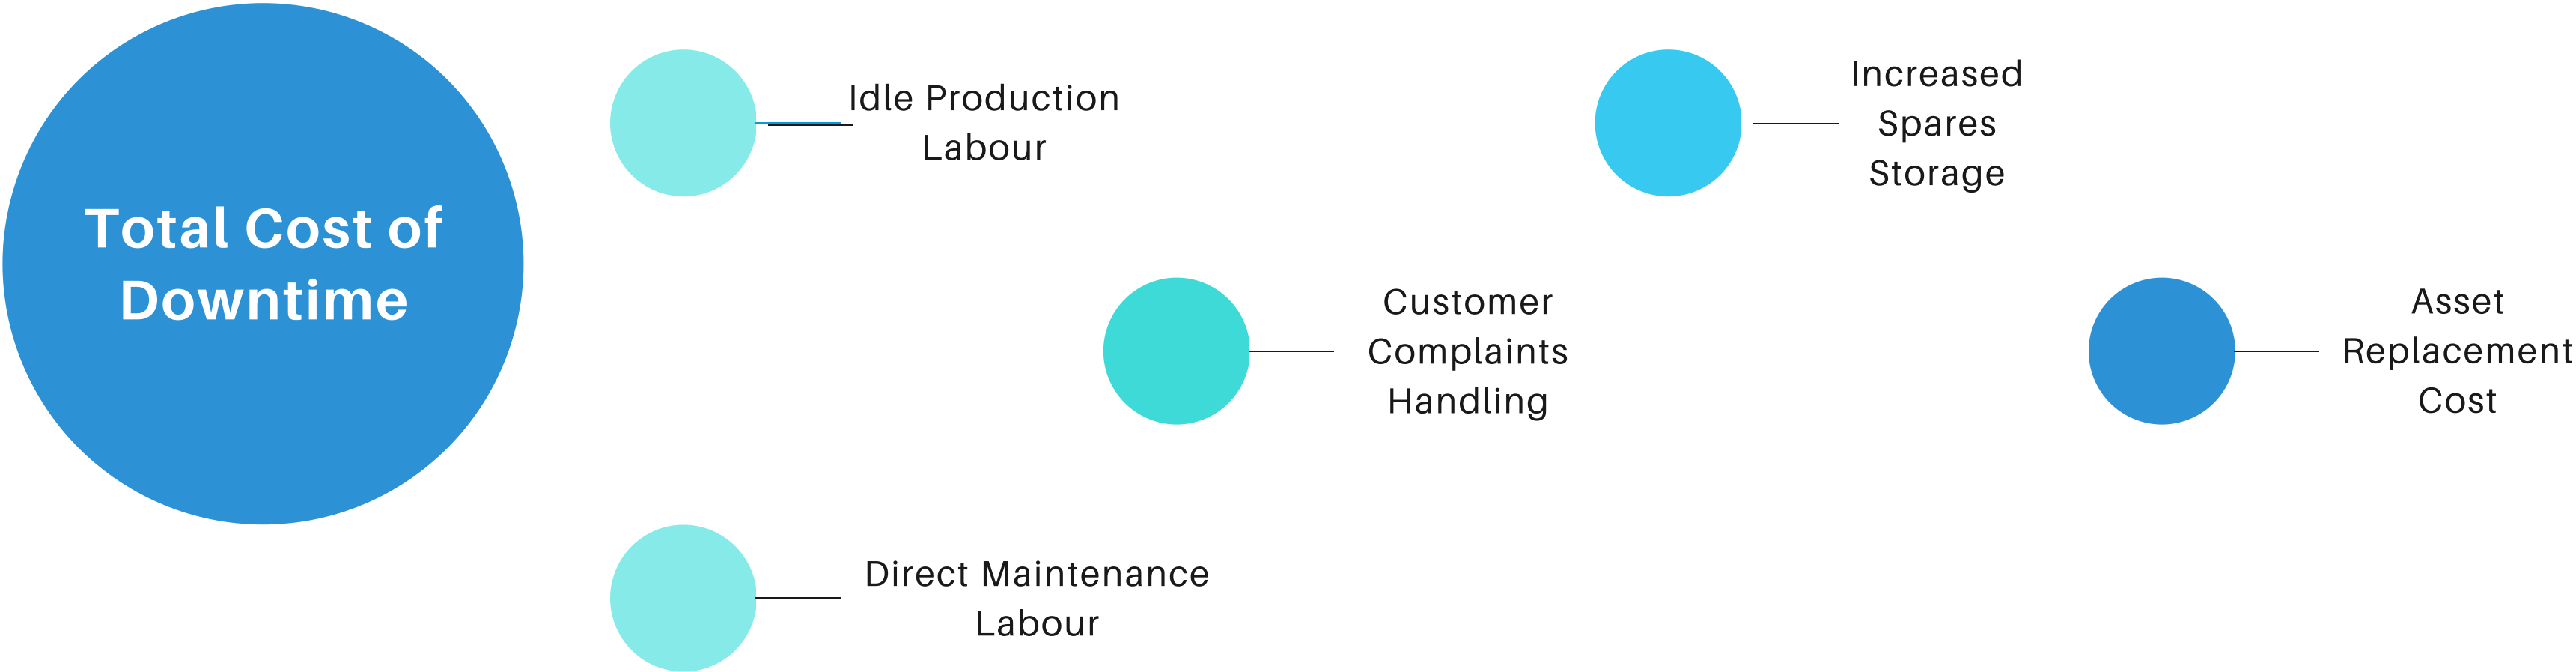 Total Cost of
Downtime
Idle Production
Labour
Increased
Spares
Storage
Customer
Complaints
Handling
Asset
Replacement
Cost
Direct Maintenance
Labour